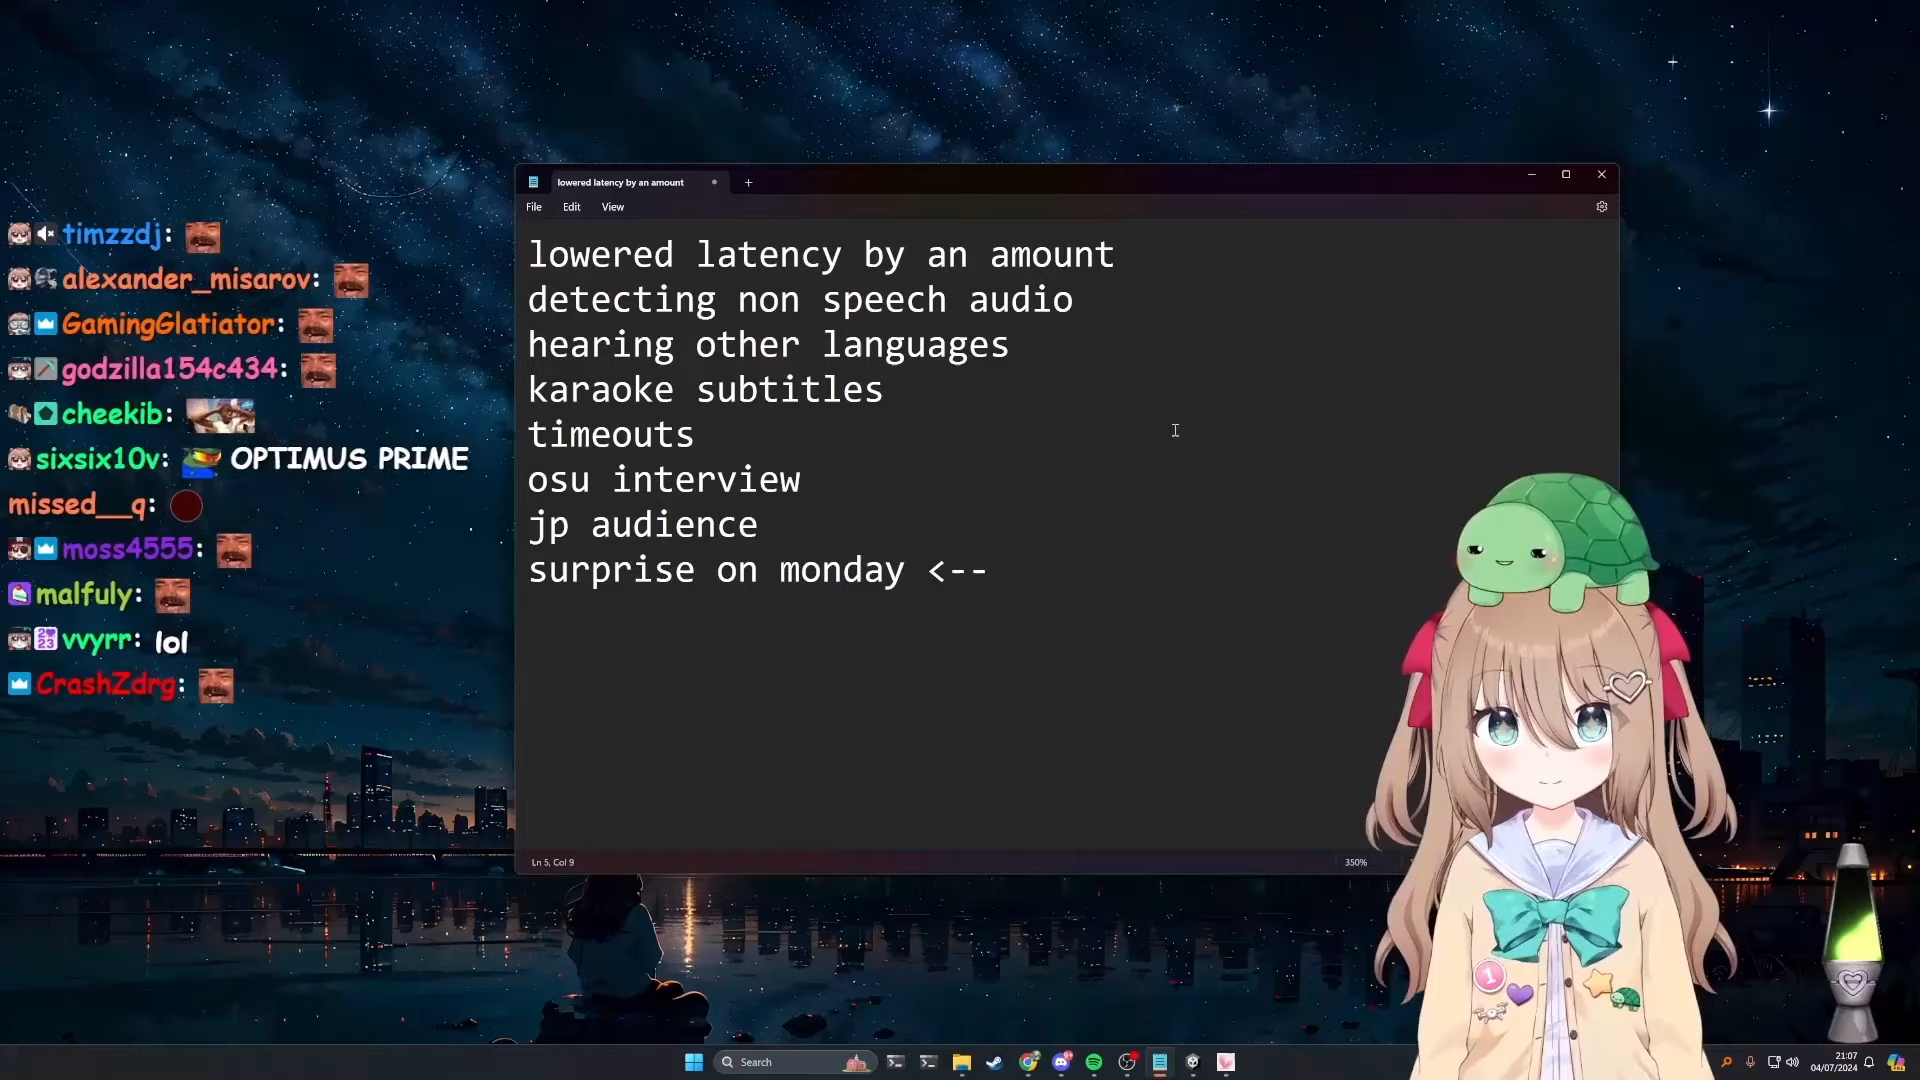 lowered latency by an amount
File Edit View
lowered latency by an amount
detecting non speech audio
hearing other languages
karaoke subtitles
timeouts
osu interview
jp audience
surprise on monday <--
Ln 5, Col 9
350%
timzzdj:
alexander_misarov:
GamingGlatiator:
godzilla154c434:
cheekib:
sixsix10v: OPTIMUS PRIME
missed__q:
moss4555:
malfuly:
vvyrr: lol
CrashZdrg:
1
Search
21:07
04/07/2024